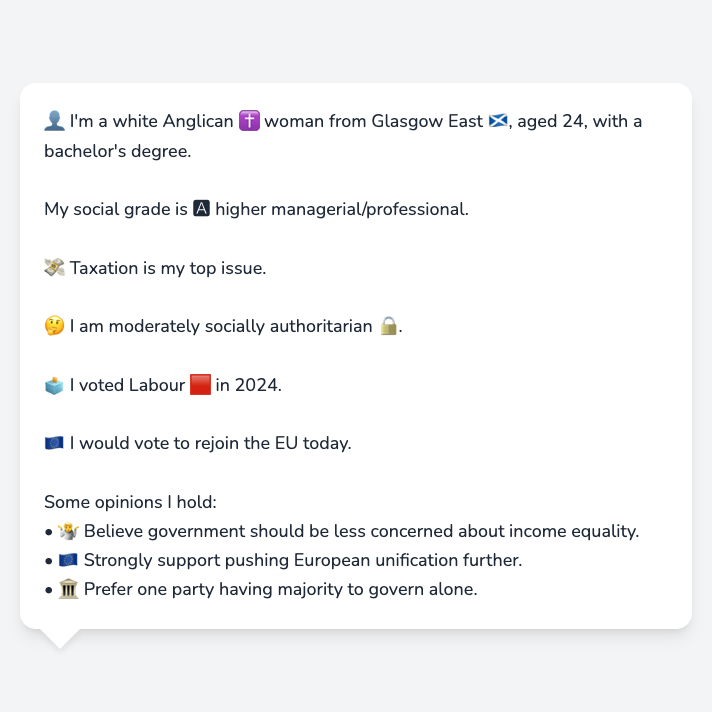 👤 I'm a white Anglican ✝️ woman from Glasgow East 🏴󠁧󠁢󠁳󠁣󠁴󠁿, aged 24, with a
bachelor's degree.
My social grade is 🅰 higher managerial/professional.
💸 Taxation is my top issue.
🤔 I am moderately socially authoritarian 🔒.
🗳️ I voted Labour 🟥 in 2024.
🇪🇺 I would vote to rejoin the EU today.
Some opinions I hold:
• 🤷 Believe government should be less concerned about income equality.
• 🇪🇺 Strongly support pushing European unification further.
• 🏛️ Prefer one party having majority to govern alone.